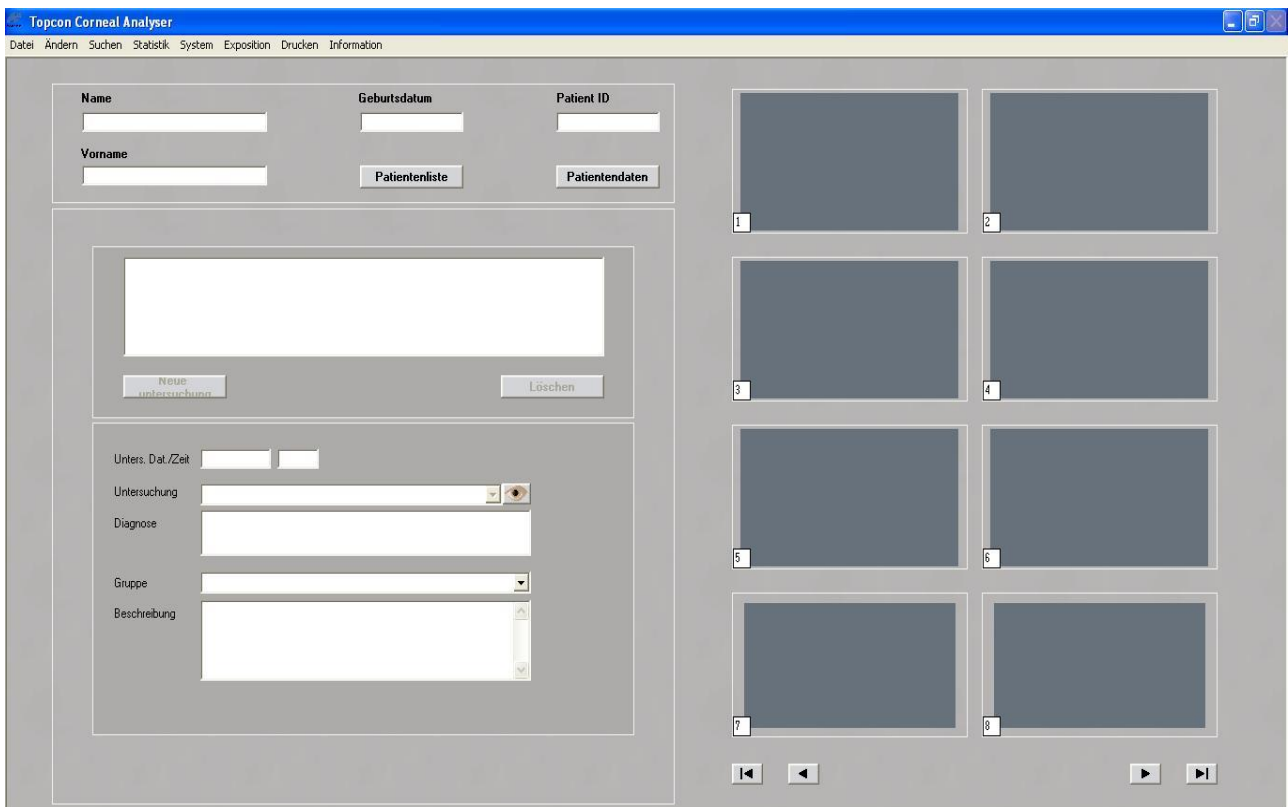 Topcon Corneal Analyser
Datei Ändern Suchen Statistik System Exposition Drucken Information
Name Geburtsdatum Patient ID
Vorname
Patientenliste Patientendaten
Neue
untersuchung
Löschen
Unters. Dat./Zeit
Untersuchung
Diagnose
Gruppe
Beschreibung
1 2
3 4
5 6
7 8